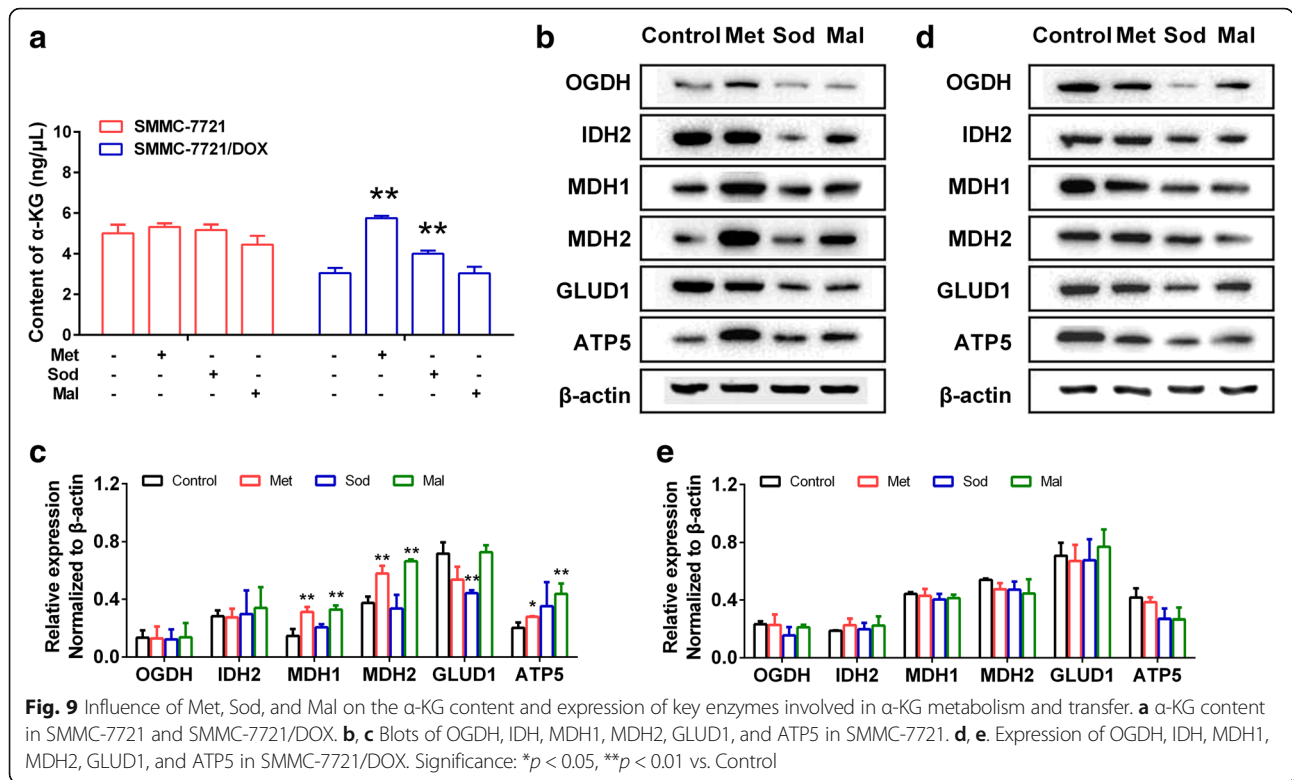 a
Content of α-KG (ng/μL)
10
8
6
4
2
0
SMMC-7721
SMMC-7721/DOX
** **
Met - + - - - + - -
Sod - - + - - - + -
Mal - - - + - - - +
b
Control Met Sod Mal
OGDH
IDH2
MDH1
MDH2
GLUD1
ATP5
β-actin
d
Control Met Sod Mal
OGDH
IDH2
MDH1
MDH2
GLUD1
ATP5
β-actin
c
Relative expression
Normalized to β-actin
1.2
0.8
0.4
0.0
Control Met Sod Mal
** ** ** ** ** * **
OGDH IDH2 MDH1 MDH2 GLUD1 ATP5
e
Relative expression
Normalized to β-actin
1.2
0.8
0.4
0.0
Control Met Sod Mal
OGDH IDH2 MDH1 MDH2 GLUD1 ATP5
Fig. 9 Influence of Met, Sod, and Mal on the α-KG content and expression of key enzymes involved in α-KG metabolism and transfer. a α-KG content
in SMMC-7721 and SMMC-7721/DOX. b, c Blots of OGDH, IDH, MDH1, MDH2, GLUD1, and ATP5 in SMMC-7721. d, e. Expression of OGDH, IDH, MDH1,
MDH2, GLUD1, and ATP5 in SMMC-7721/DOX. Significance: *p < 0.05, **p < 0.01 vs. Control